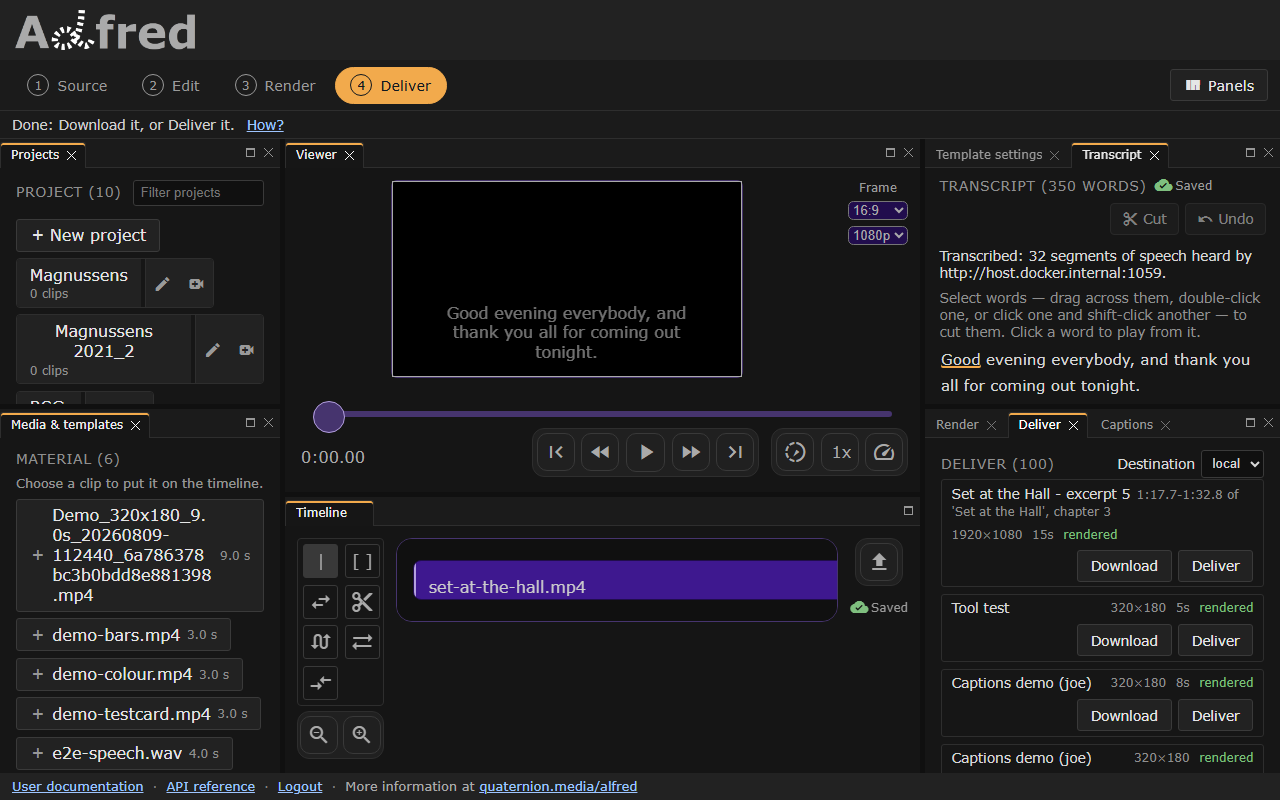 Alfred
1 Source
2 Edit
3 Render
4 Deliver
Panels
Done: Download it, or Deliver it. How?
Projects
PROJECT (10)
Filter projects
+ New project
Magnussens
0 clips
Magnussens
2021_2
0 clips
Media & templates
MATERIAL (6)
Choose a clip to put it on the timeline.
+ Demo_320x180_9.
0s_20260809-
112440_6a786378
bc3b0bdd8e881398
.mp4
9.0 s
+ demo-bars.mp4 3.0 s
+ demo-colour.mp4 3.0 s
+ demo-testcard.mp4 3.0 s
+ e2e-speech.wav 4.0 s
Viewer
Good evening everybody, and
thank you all for coming out
tonight.
Frame
16:9
1080p
0:00.00
1x
Timeline
[ ]
set-at-the-hall.mp4
Saved
Template settings
Transcript
TRANSCRIPT (350 WORDS) Saved
Cut
Undo
Transcribed: 32 segments of speech heard by
http://host.docker.internal:1059.
Select words — drag across them, double-click
one, or click one and shift-click another — to
cut them. Click a word to play from it.
Good evening everybody, and thank you
all for coming out tonight.
Render
Deliver
Captions
DELIVER (100)
Destination local
Set at the Hall - excerpt 5 1:17.7-1:32.8 of
'Set at the Hall', chapter 3
1920×1080 15s rendered
Download Deliver
Tool test 320×180 5s rendered
Download Deliver
Captions demo (joe) 320×180 8s rendered
Download Deliver
Captions demo (joe) 320×180 rendered
User documentation · API reference · Logout · More information at quaternion.media/alfred